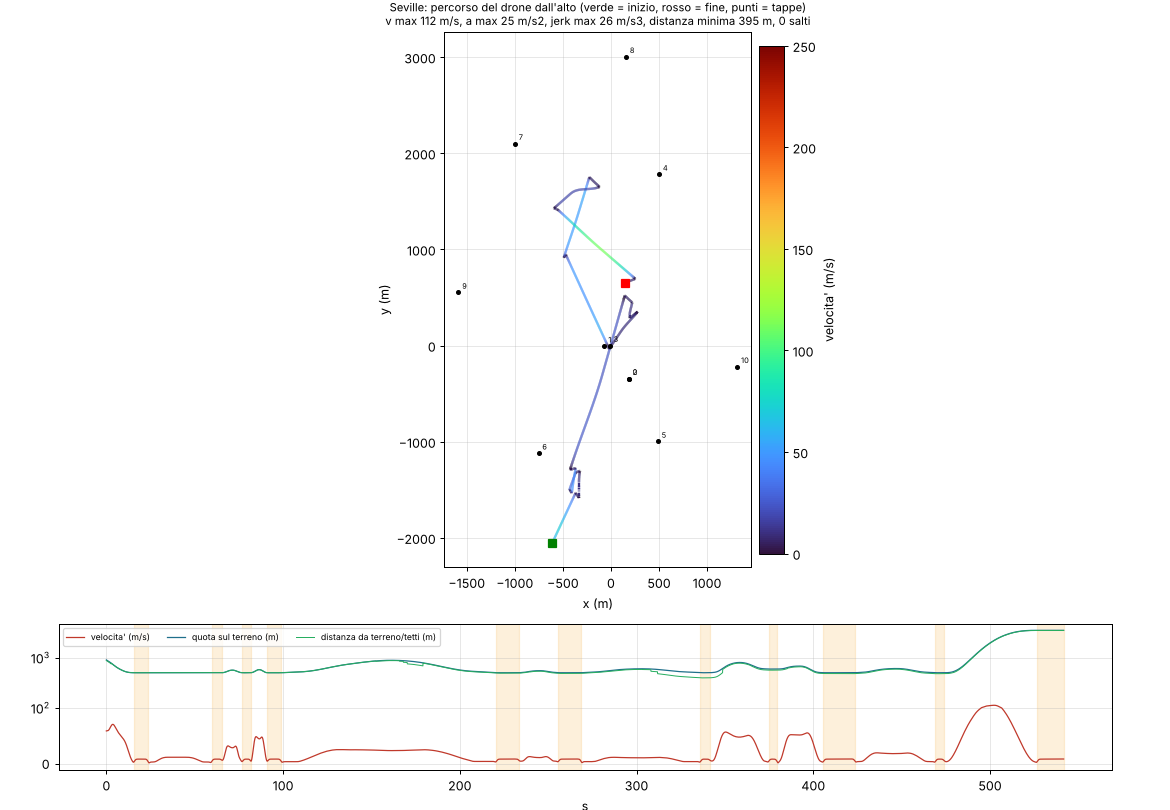 Seville: percorso del drone dall'alto (verde = inizio, rosso = fine, punti = tappe)
v max 112 m/s, a max 25 m/s2, jerk max 26 m/s3, distanza minima 395 m, 0 salti
8
7
4
9
10
5
6
3000
2000
1000
0
−1000
−2000
y (m)
−1500 −1000 −500 0 500 1000
x (m)
250
200
150
100
50
0
velocita' (m/s)
velocita' (m/s) quota sul terreno (m) distanza da terreno/tetti (m)
10³
10²
0
0 100 200 300 400 500
s